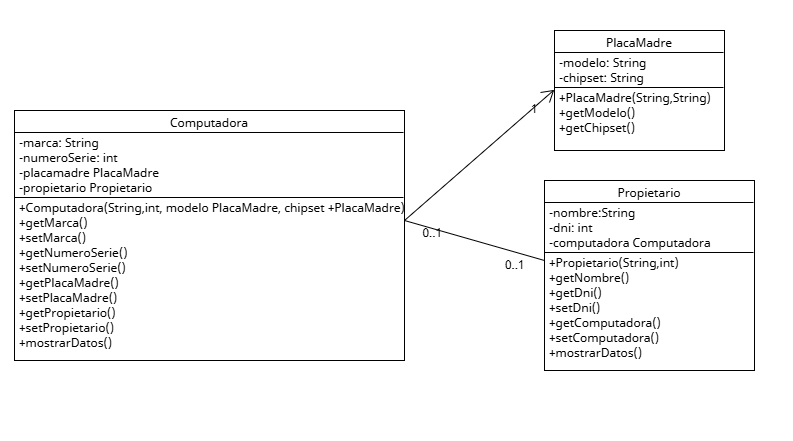 PlacaMadre
-modelo: String
-chipset: String
+PlacaMadre(String,String)
+getModelo()
+getChipset()
1
Computadora
-marca: String
-numeroSerie: int
-placamadre PlacaMadre
-propietario Propietario
+Computadora(String,int, modelo PlacaMadre, chipset +PlacaMadre)
+getMarca()
+setMarca()
+getNumeroSerie()
+setNumeroSerie()
+getPlacaMadre()
+setPlacaMadre()
+getPropietario()
+setPropietario()
+mostrarDatos()
0..1
0..1
Propietario
-nombre:String
-dni: int
-computadora Computadora
+Propietario(String,int)
+getNombre()
+getDni()
+setDni()
+getComputadora()
+setComputadora()
+mostrarDatos()